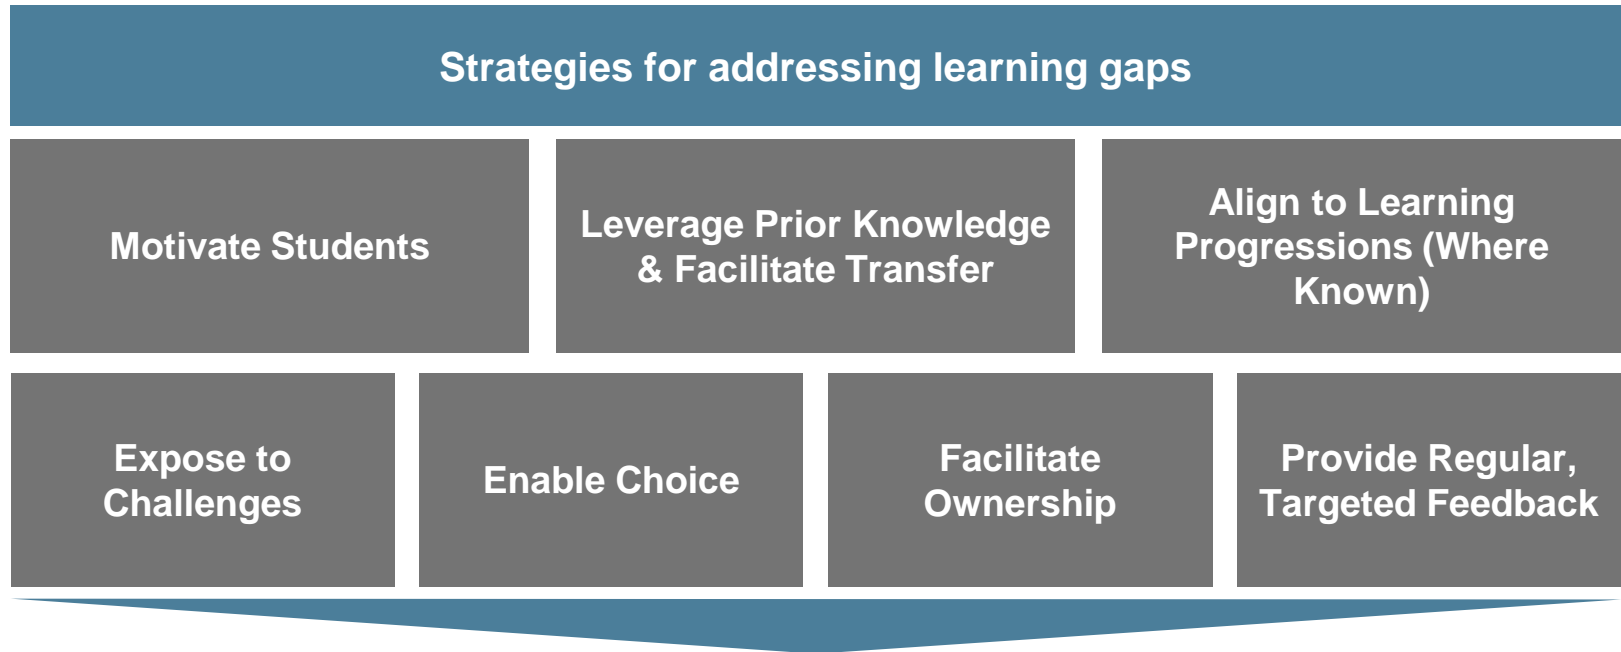 Strategies for addressing learning gaps
Motivate Students
Leverage Prior Knowledge
& Facilitate Transfer
Align to Learning
Progressions (Where
Known)
Expose to
Challenges
Enable Choice
Facilitate
Ownership
Provide Regular,
Targeted Feedback